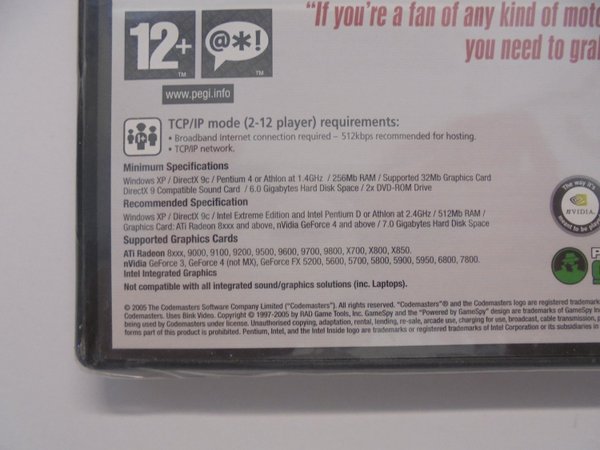 "If you're a fan of any kind of
you need to
12+
TM
@*!
TM
www.pegi.info
TCP/IP mode (2-12 player) requirements:
• Broadband internet connection required – 512kbps recommended for hosting.
• TCP/IP network.
Minimum Specifications
Windows XP / DirectX 9c / Pentium 4 or Athlon at 1.4GHz / 256Mb RAM / Supported 32Mb Graphics Card
DirectX 9 Compatible Sound Card / 6.0 Gigabytes Hard Disk Space / 2x DVD-ROM Drive
Recommended Specification
Windows XP / DirectX 9c / Intel Extreme Edition and Intel Pentium D or Athlon at 2.4GHz / 512Mb RAM /
Graphics Card: ATi Radeon 8xxx and above, nVidia GeForce 4 and above / 7.0 Gigabytes Hard Disk Space
The way it's
NVIDIA
meant to be
Supported Graphics Cards
ATi Radeon 8xxx, 9000, 9100, 9200, 9500, 9600, 9700, 9800, X700, X800, X850.
nVidia GeForce 3, GeForce 4 (not MX), GeForce FX 5200, 5600, 5700, 5800, 5900, 5950, 6800, 7800.
Intel Integrated Graphics
Not compatible with all integrated sound/graphics solutions (inc. Laptops).
© 2005 The Codemasters Software Company Limited ("Codemasters"). All rights reserved. "Codemasters"® and the Codemasters logo are registered
Codemasters. Uses Bink Video. Copyright © 1997-2005 by RAD Game Tools, Inc. GameSpy and the "Powered by GameSpy" design are trademarks of GameSpy
being used by Codemasters under license. Unauthorised copying, adaptation, rental, lending, re-sale, arcade use, charging for use, broadcast, cable transmission,
forms part of this product is prohibited. Pentium, Intel, and the Intel Inside logo are trademarks or registered trademarks of Intel Corporation or its subsidiaries in